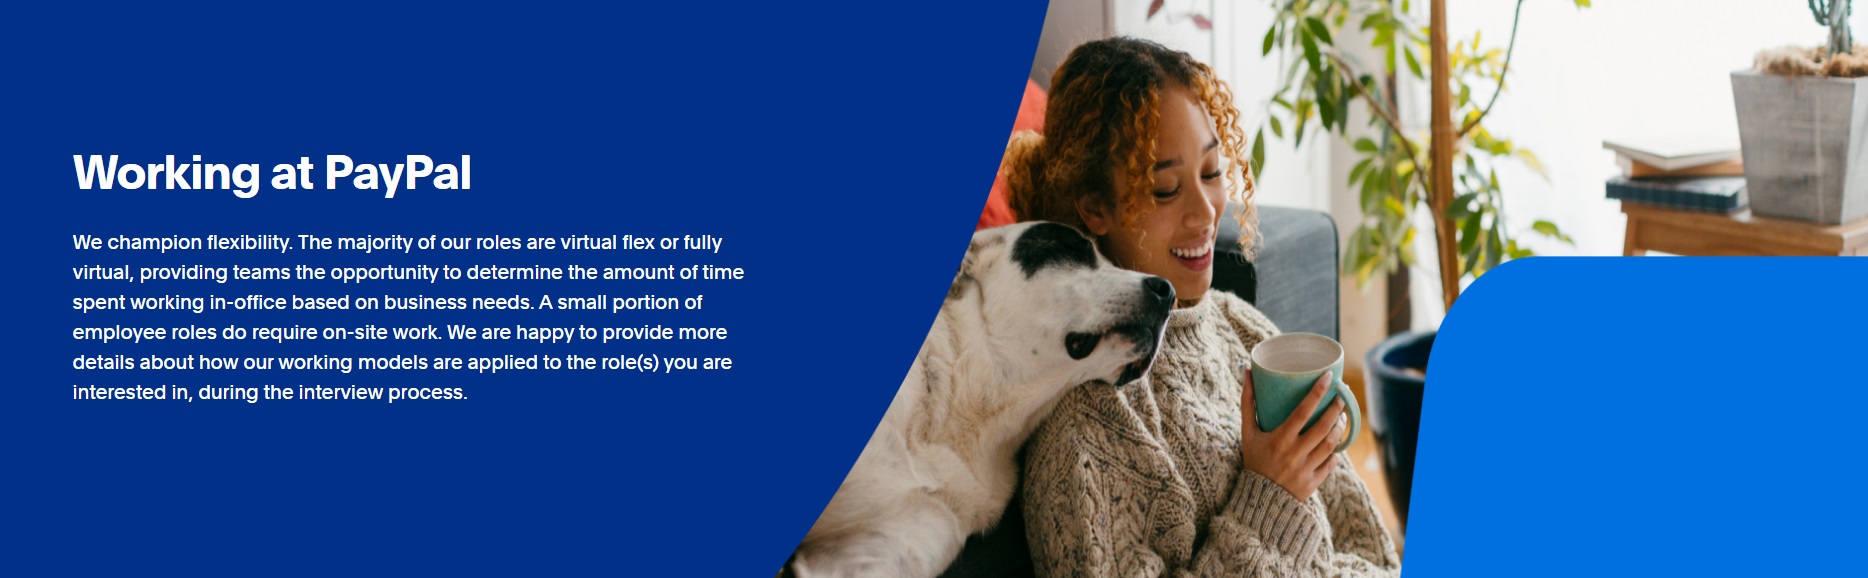 Working at PayPal
We champion flexibility. The majority of our roles are virtual flex or fully
virtual, providing teams the opportunity to determine the amount of time
spent working in-office based on business needs. A small portion of
employee roles do require on-site work. We are happy to provide more
details about how our working models are applied to the role(s) you are
interested in, during the interview process.